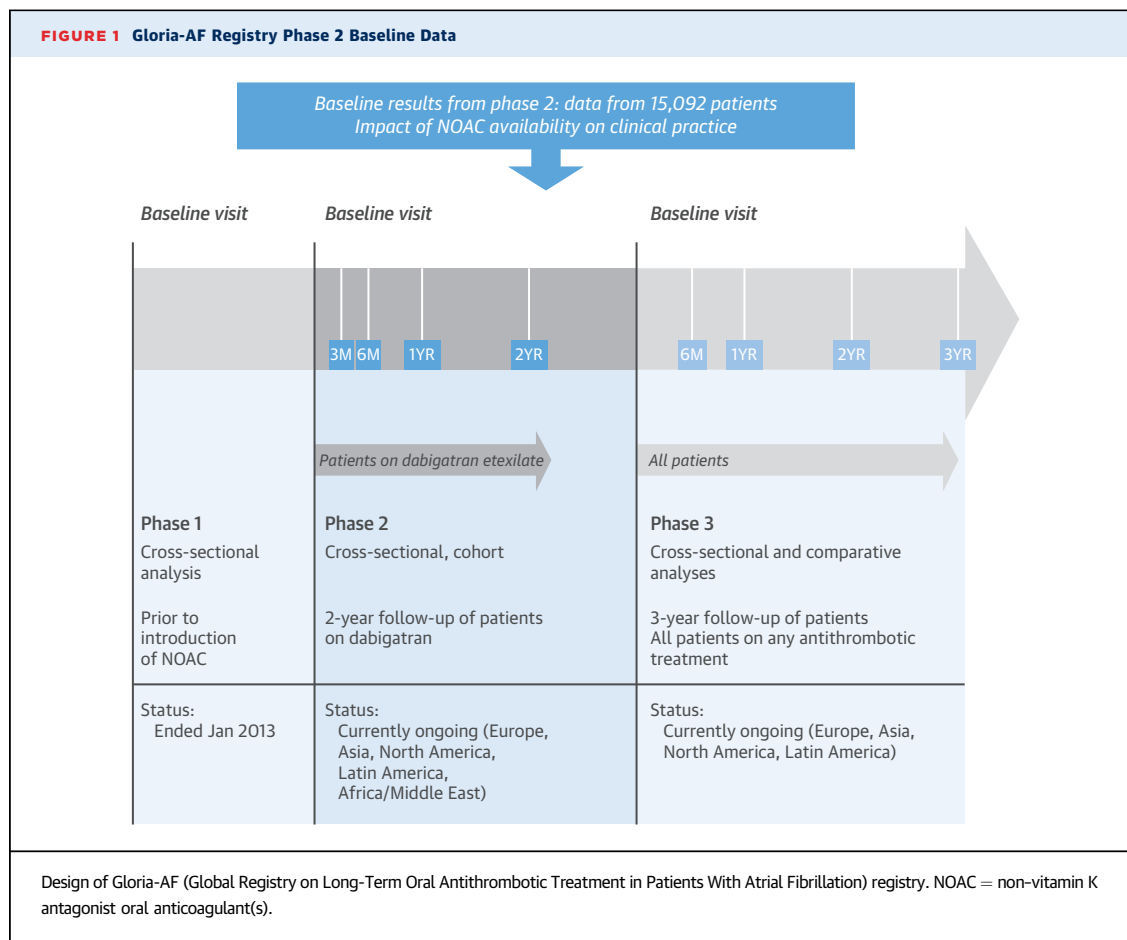 FIGURE 1 Gloria-AF Registry Phase 2 Baseline Data
Baseline results from phase 2: data from 15,092 patients
Impact of NOAC availability on clinical practice
Baseline visit
Baseline visit
Baseline visit
3M
6M
1YR
2YR
6M
1YR
2YR
3YR
Patients on dabigatran etexilate
All patients
Phase 1
Cross-sectional
analysis
Prior to
introduction
of NOAC
Status:
Ended Jan 2013
Phase 2
Cross-sectional, cohort
2-year follow-up of patients
on dabigatran
Status:
Currently ongoing (Europe,
Asia, North America,
Latin America,
Africa/Middle East)
Phase 3
Cross-sectional and comparative
analyses
3-year follow-up of patients
All patients on any antithrombotic
treatment
Status:
Currently ongoing (Europe, Asia,
North America, Latin America)
Design of Gloria-AF (Global Registry on Long-Term Oral Antithrombotic Treatment in Patients With Atrial Fibrillation) registry. NOAC = non–vitamin K
antagonist oral anticoagulant(s).